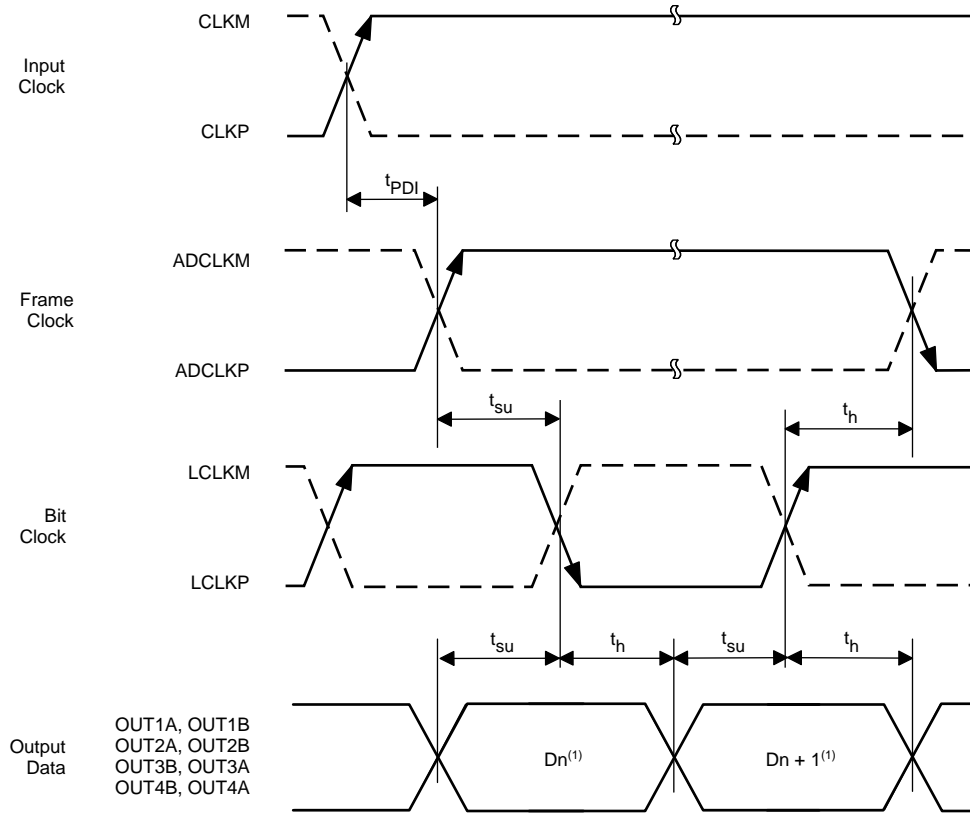 CLKM
Input
Clock
CLKP
tPDI
ADCLKM
Frame
Clock
ADCLKP
tsu
th
LCLKM
Bit
Clock
LCLKP
tsu
th
tsu
th
OUT1A, OUT1B
OUT2A, OUT2B
OUT3B, OUT3A
OUT4B, OUT4A
Output
Data
Dn(1)
Dn + 1(1)